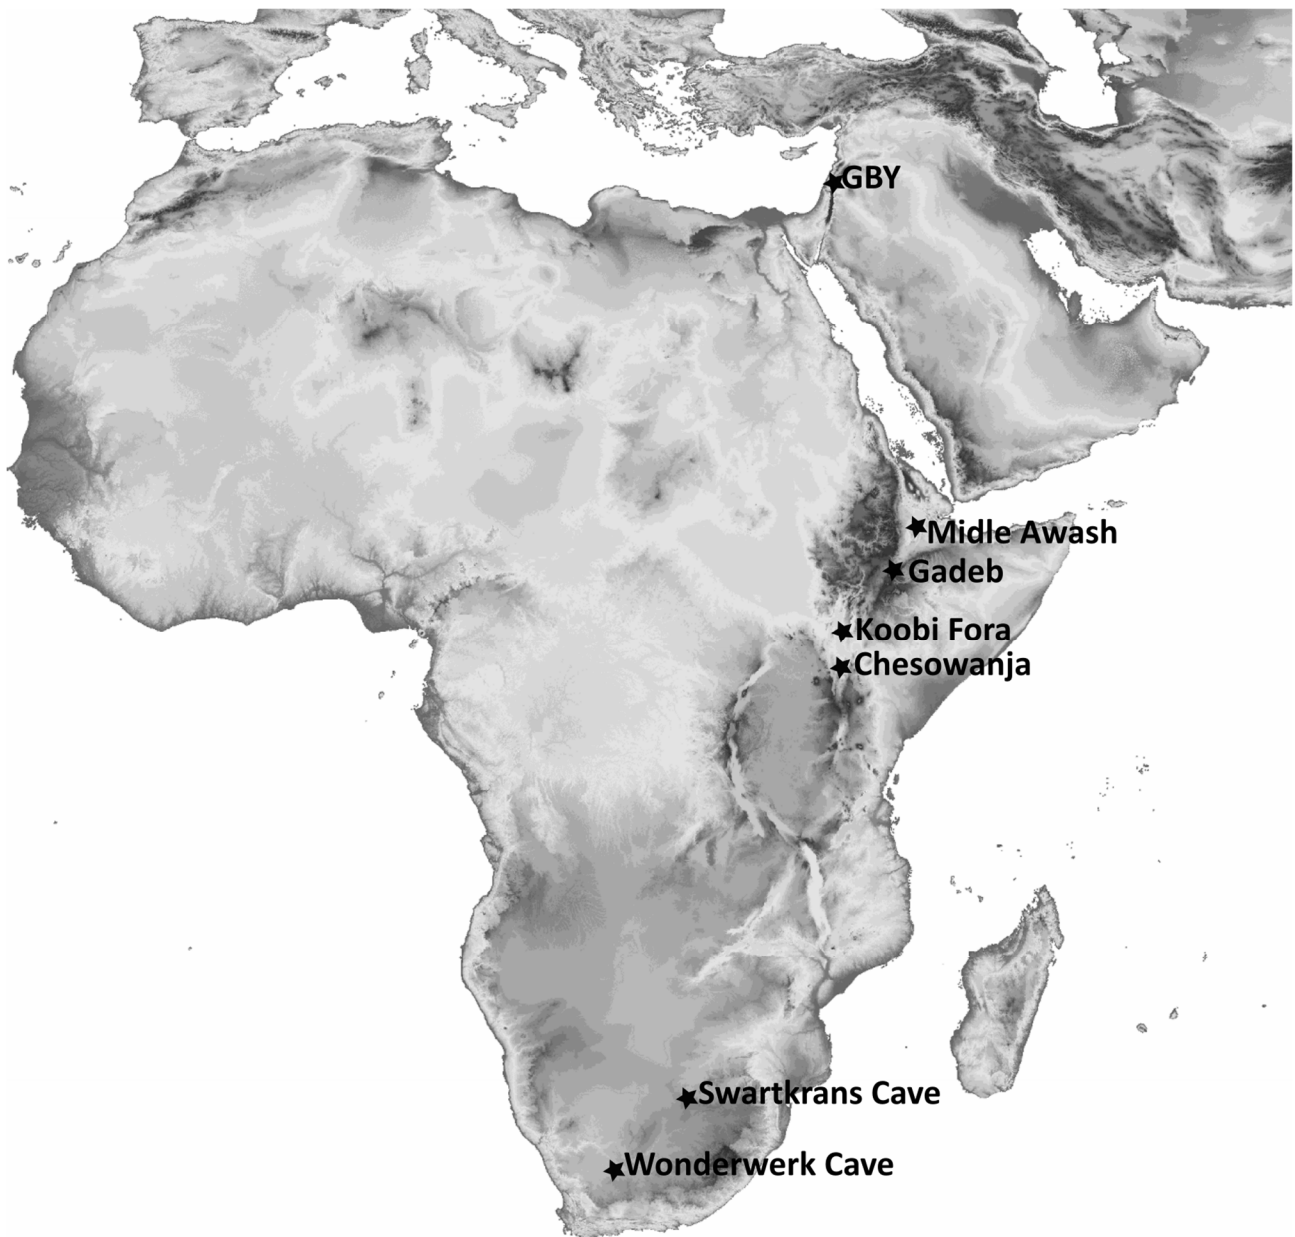 GBY
Midle Awash
Gadeb
Koobi Fora
Chesowanja
Swartkrans Cave
Wonderwerk Cave